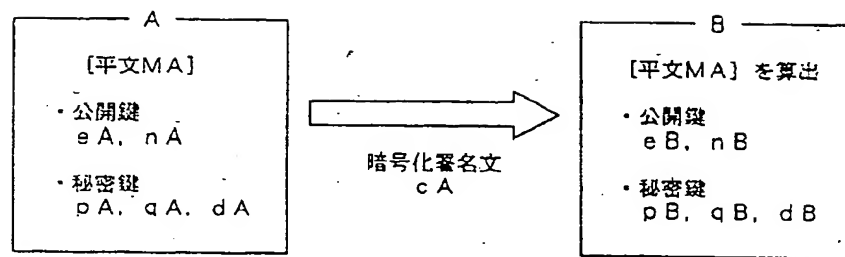 A
[平文MA]
・公開鍵
eA, nA
・秘密鍵
pA, qA, dA
暗号化署名文
cA
B
[平文MA] を算出
・公開鍵
eB, nB
・秘密鍵
pB, qB, dB